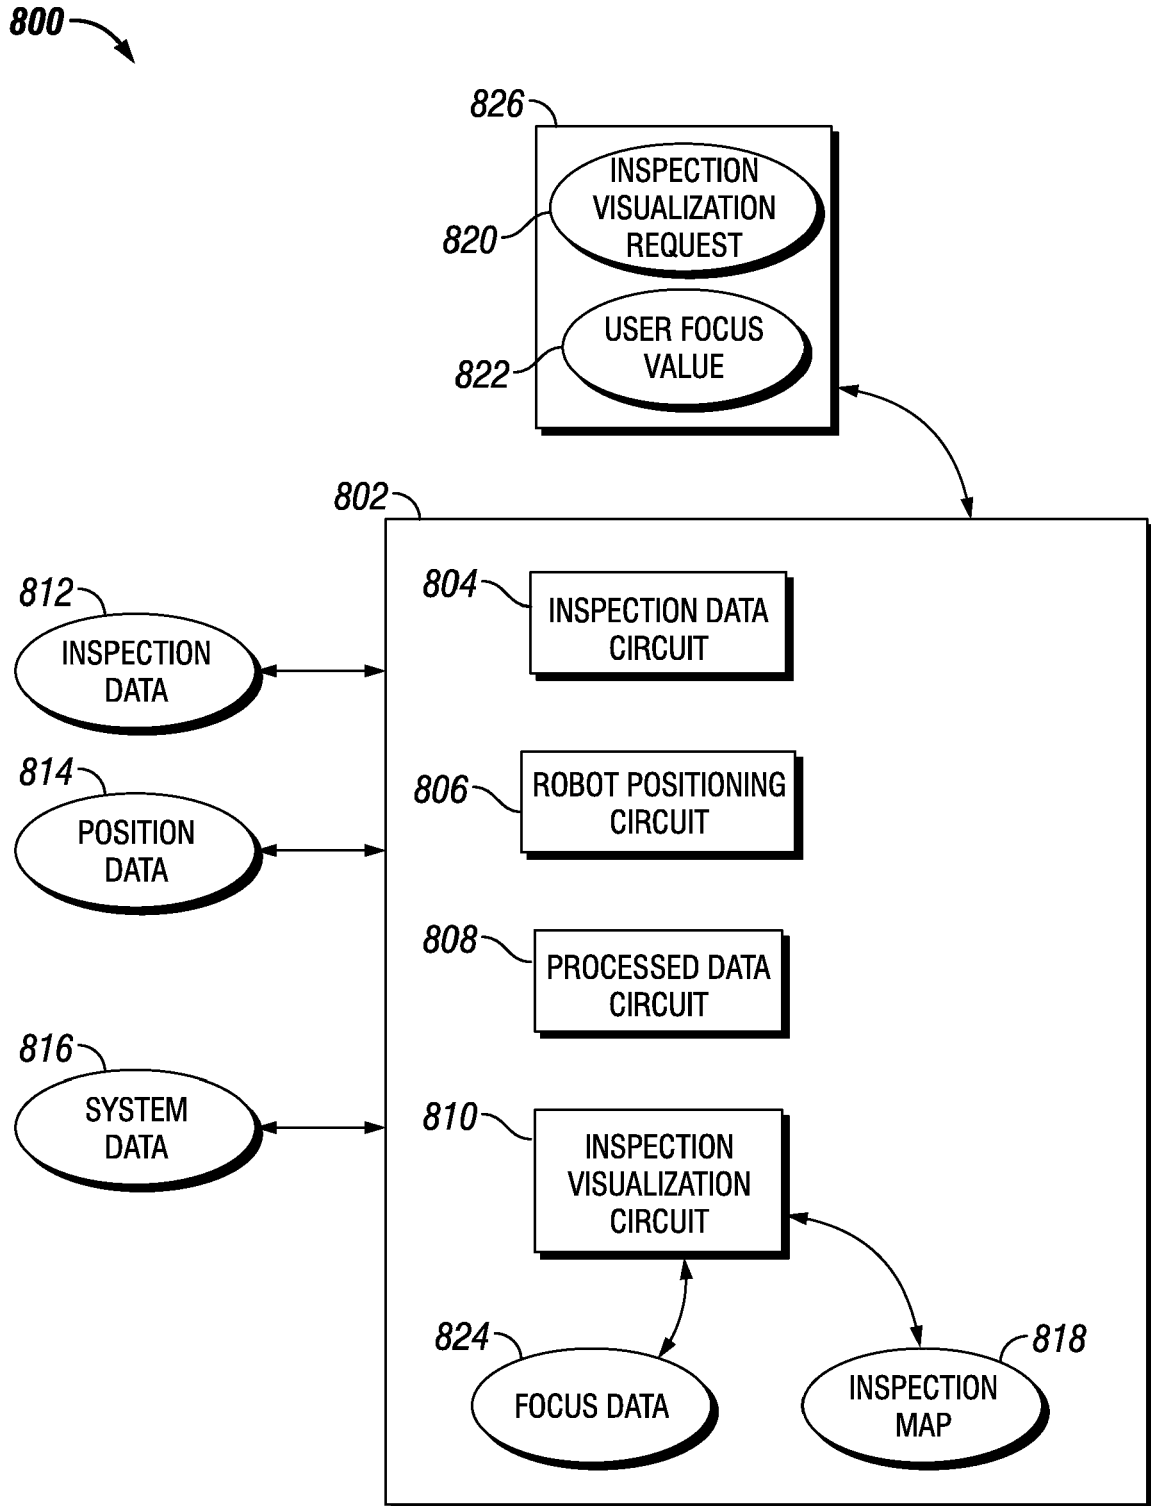 800
826
INSPECTION
VISUALIZATION
REQUEST
820
USER FOCUS
VALUE
822
802
812
INSPECTION
DATA
804
INSPECTION DATA
CIRCUIT
814
POSITION
DATA
806
ROBOT POSITIONING
CIRCUIT
808
PROCESSED DATA
CIRCUIT
816
SYSTEM
DATA
810
INSPECTION
VISUALIZATION
CIRCUIT
824
FOCUS DATA
818
INSPECTION
MAP